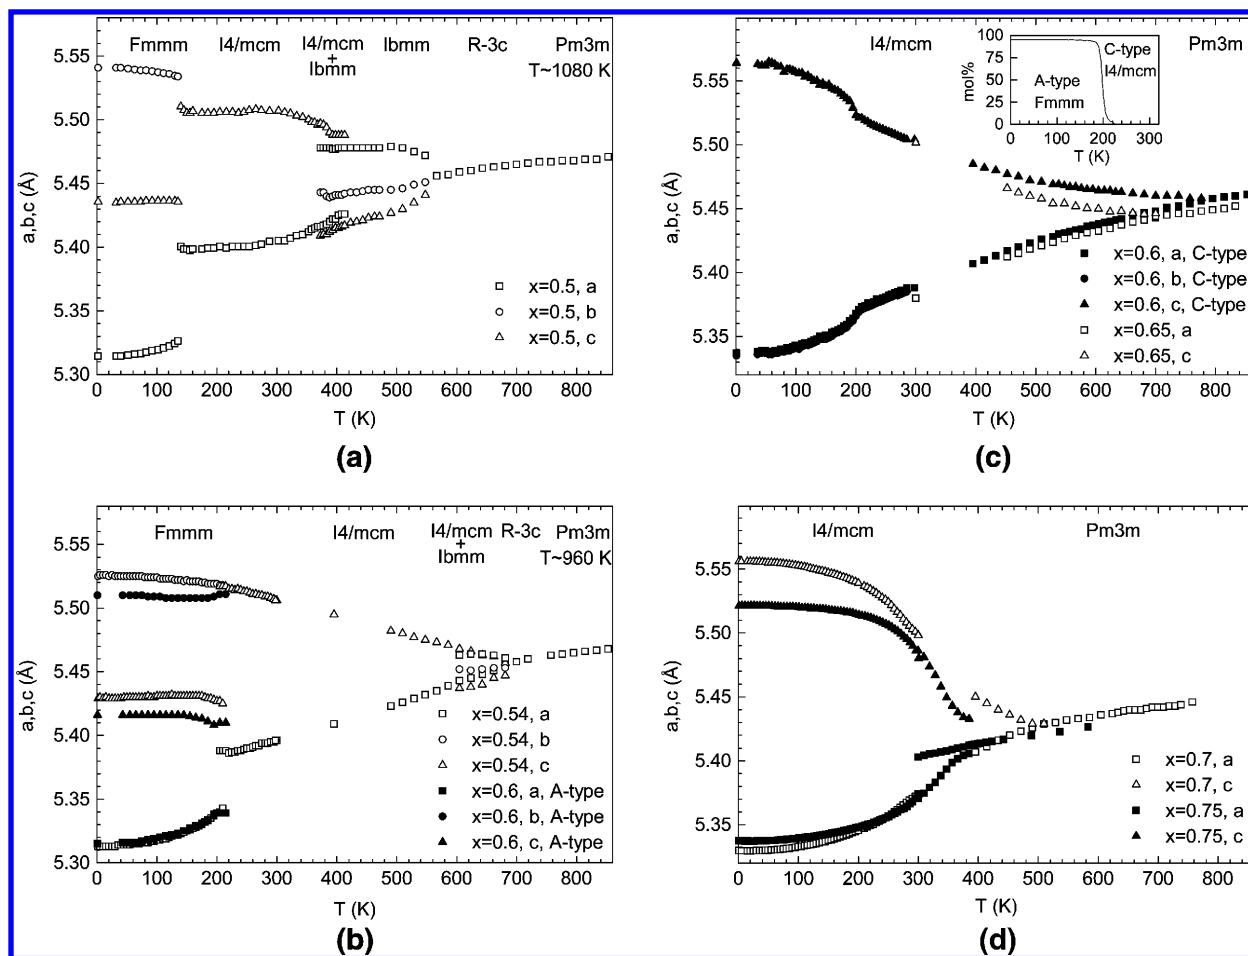 Fmmm I4/mcm I4/mcm + Ibmm Ibmm R-3c Pm3m
T~1080 K
a,b,c (Å)
5.55
5.50
5.45
5.40
5.35
5.30
x=0.5, a
x=0.5, b
x=0.5, c
0 100 200 300 400 500 600 700 800
T (K)
(a)
I4/mcm Pm3m
a,b,c (Å)
5.55
5.50
5.45
5.40
5.35
mol%
100
75
50
25
0
C-type
I4/mcm
A-type
Fmmm
0 100 200 300
T (K)
x=0.6, a, C-type
x=0.6, b, C-type
x=0.6, c, C-type
x=0.65, a
x=0.65, c
0 100 200 300 400 500 600 700 800
T (K)
(c)
Fmmm I4/mcm I4/mcm + Ibmm R-3c Pm3m
T~960 K
a,b,c (Å)
5.55
5.50
5.45
5.40
5.35
5.30
x=0.54, a
x=0.54, b
x=0.54, c
x=0.6, a, A-type
x=0.6, b, A-type
x=0.6, c, A-type
0 100 200 300 400 500 600 700 800
T (K)
(b)
I4/mcm Pm3m
a,b,c (Å)
5.55
5.50
5.45
5.40
5.35
x=0.7, a
x=0.7, c
x=0.75, a
x=0.75, c
0 100 200 300 400 500 600 700 800
T (K)
(d)